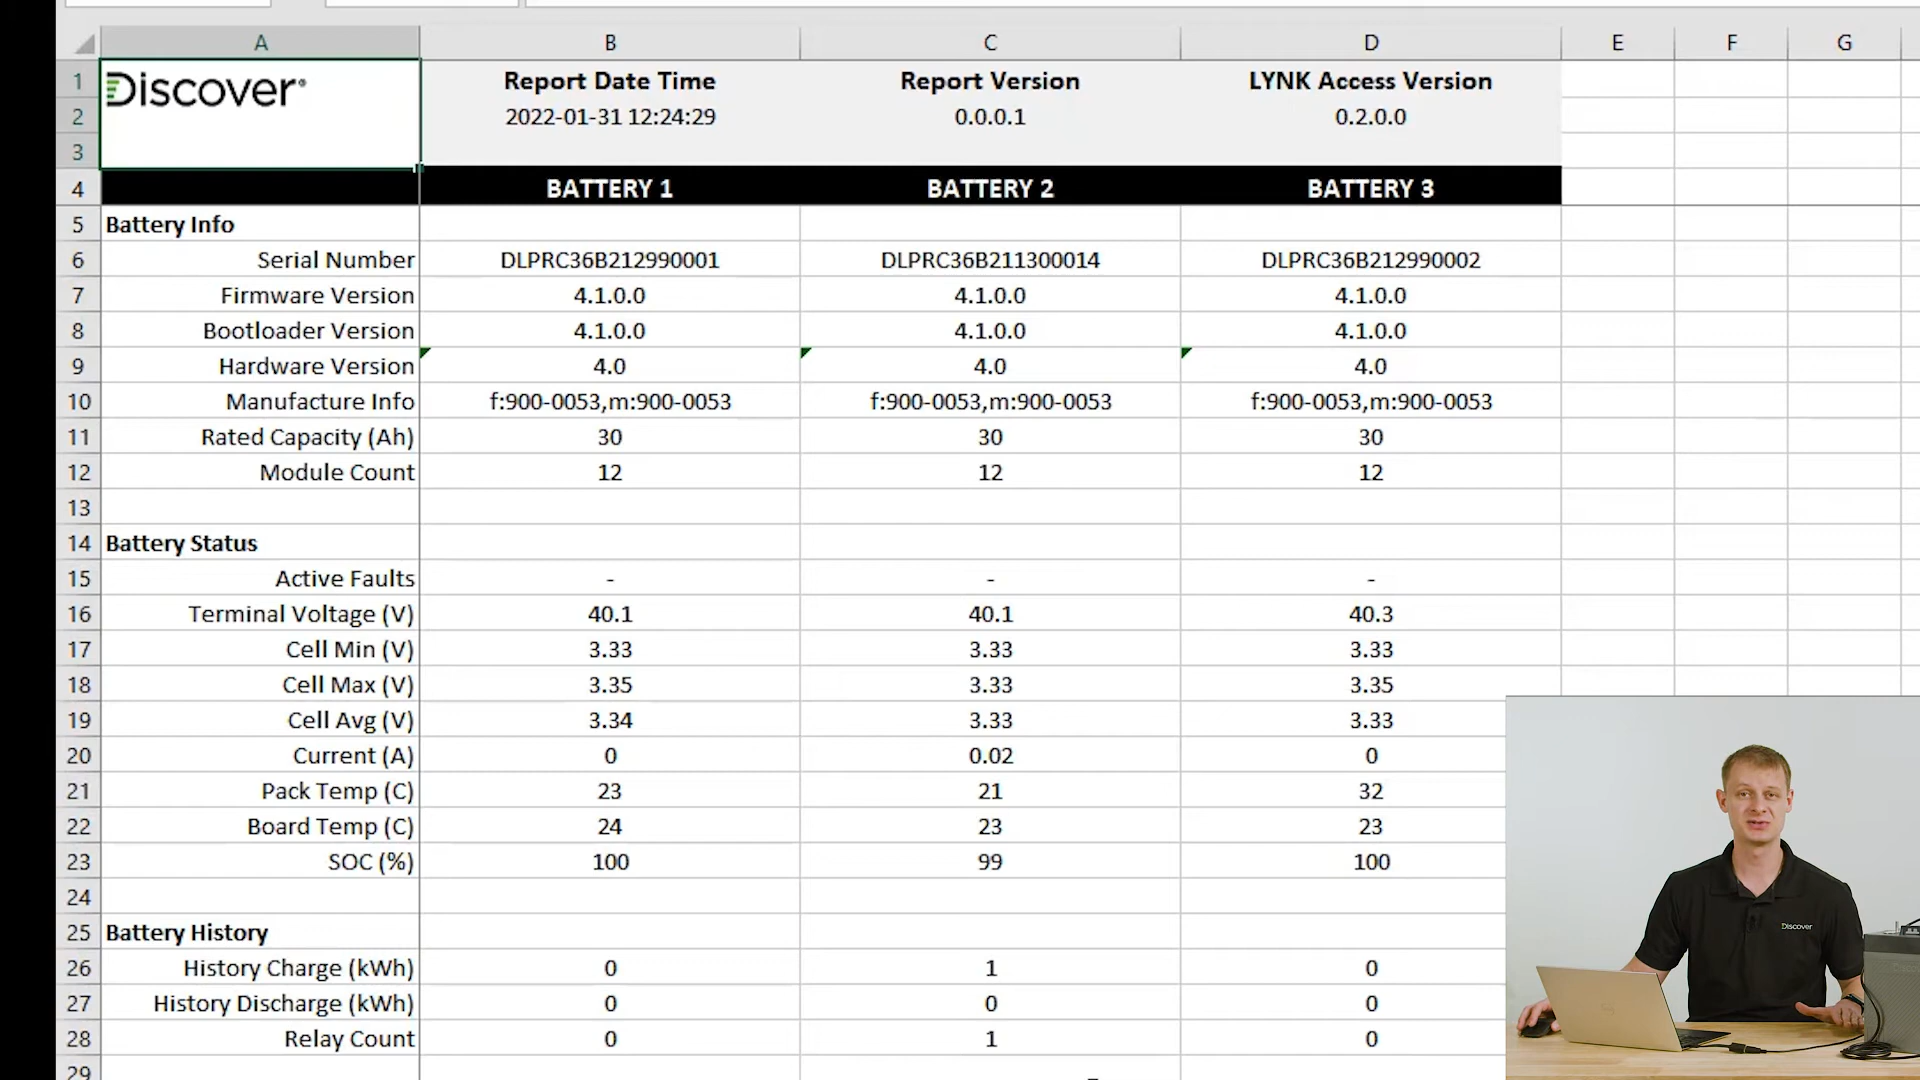 A B C D E F G
1 Discover® Report Date Time Report Version LYNK Access Version
2 2022-01-31 12:24:29 0.0.0.1 0.2.0.0
3
4 BATTERY 1 BATTERY 2 BATTERY 3
5 Battery Info
6 Serial Number DLPRC36B212990001 DLPRC36B211300014 DLPRC36B212990002
7 Firmware Version 4.1.0.0 4.1.0.0 4.1.0.0
8 Bootloader Version 4.1.0.0 4.1.0.0 4.1.0.0
9 Hardware Version 4.0 4.0 4.0
10 Manufacture Info f:900-0053,m:900-0053 f:900-0053,m:900-0053 f:900-0053,m:900-0053
11 Rated Capacity (Ah) 30 30 30
12 Module Count 12 12 12
13
14 Battery Status
15 Active Faults - - -
16 Terminal Voltage (V) 40.1 40.1 40.3
17 Cell Min (V) 3.33 3.33 3.33
18 Cell Max (V) 3.35 3.33 3.35
19 Cell Avg (V) 3.34 3.33 3.33
20 Current (A) 0 0.02 0
21 Pack Temp (C) 23 21 32
22 Board Temp (C) 24 23 23
23 SOC (%) 100 99 100
24
25 Battery History
26 History Charge (kWh) 0 1 0
27 History Discharge (kWh) 0 0 0
28 Relay Count 0 1 0
29
Discover